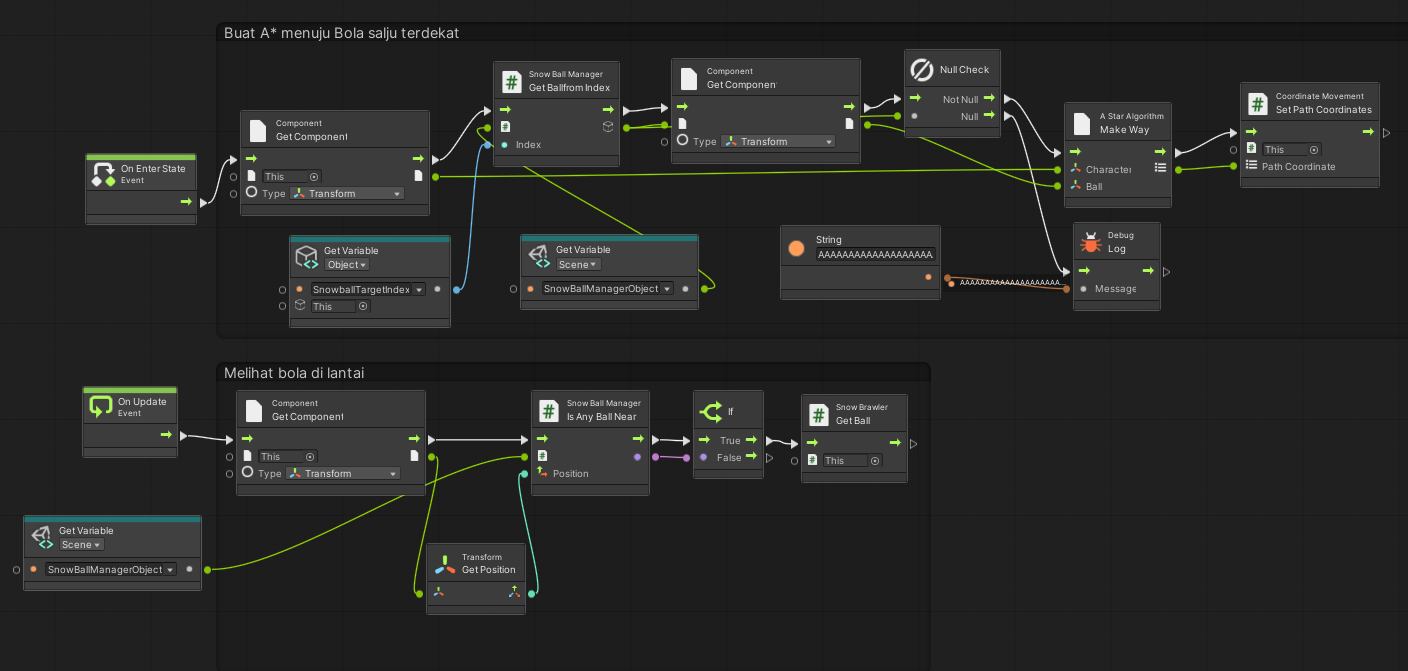 Buat A* menuju Bola salju terdekat
On Enter State
Event
Component
Get Component
This
Type
Transform
Snow Ball Manager
Get Ballfrom Index
Index
Component
Get Componen
Type
Transform
Null Check
Not Null
Null
A Star Algorithm
Make Way
Character
Ball
Coordinate Movement
Set Path Coordinates
This
Path Coordinate
Get Variable
Object
SnowballTargetIndex
This
Get Variable
Scene
SnowBallManagerObject
String
Debug
Log
Message
Melihat bola di lantai
On Update
Event
Component
Get Component
This
Type
Transform
Snow Ball Manager
Is Any Ball Near
Position
If
True
False
Snow Brawler
Get Ball
This
Get Variable
Scene
SnowBallManagerObject
Transform
Get Position